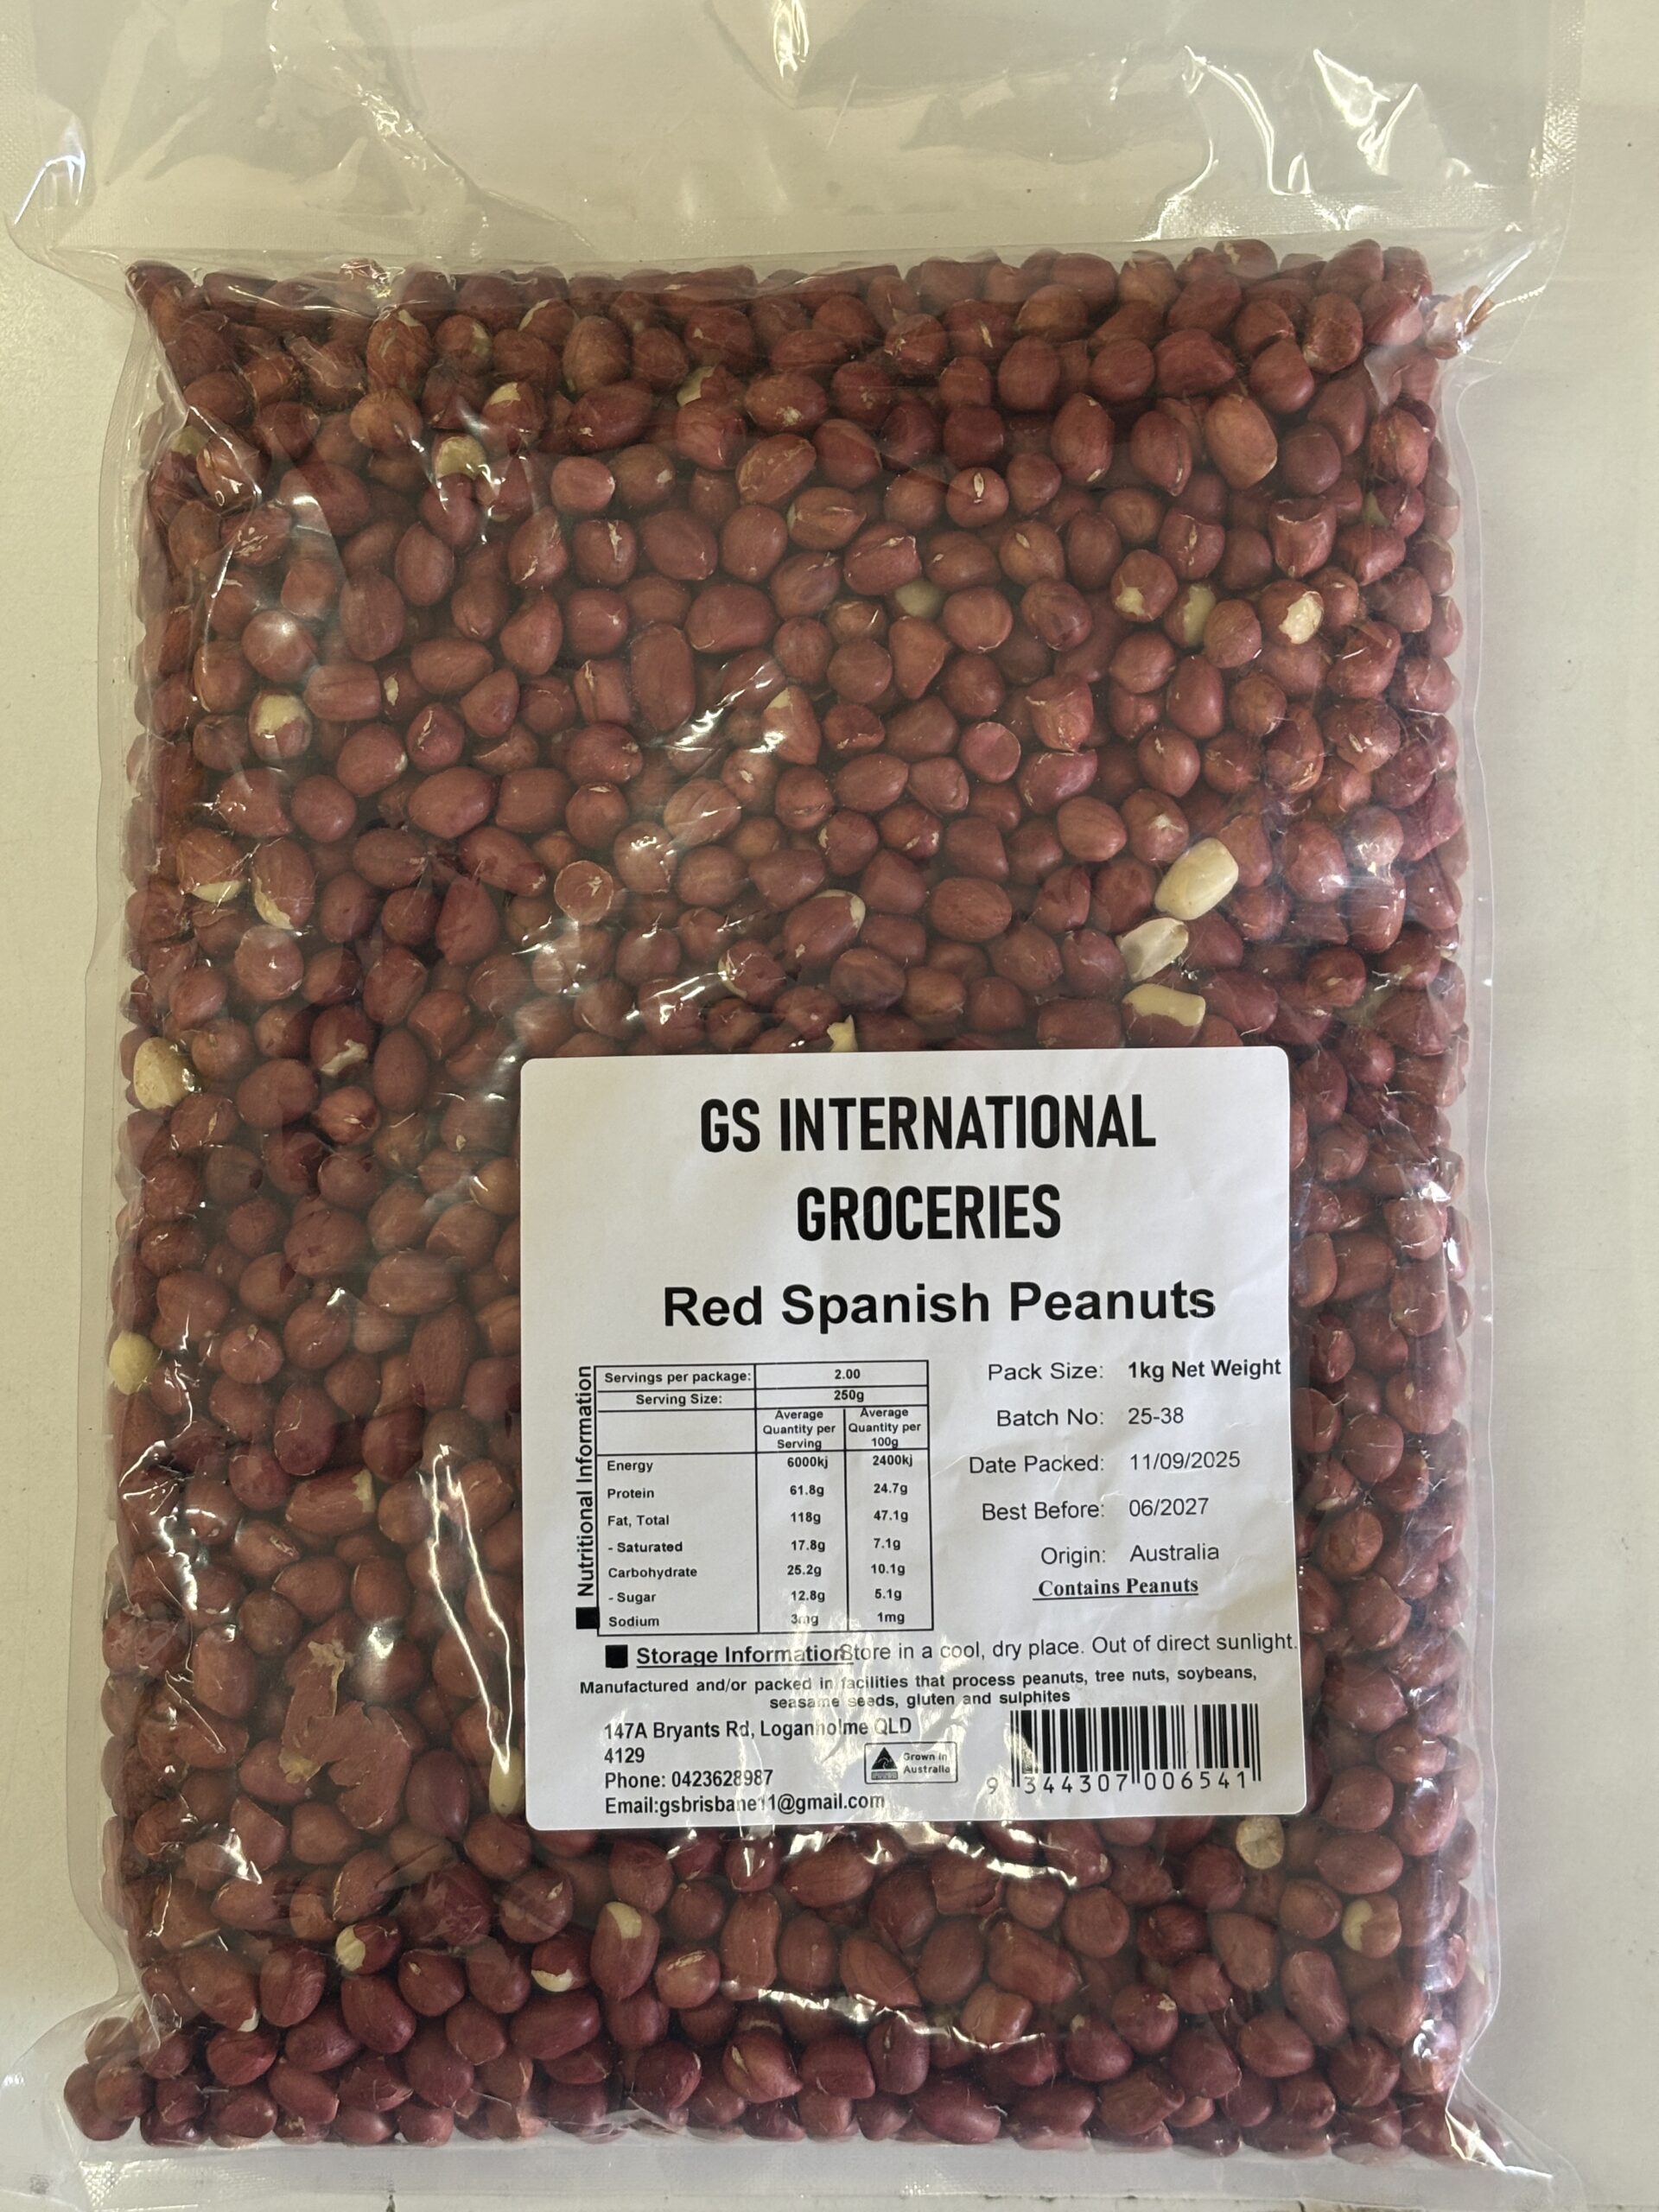 GS INTERNATIONAL
GROCERIES
Red Spanish Peanuts
Nutritional Information
Servings per package: 2.00
Serving Size: 250g
Average Quantity per Serving Average Quantity per 100g
Energy 6000kj 2400kj
Protein 61.8g 24.7g
Fat, Total 118g 47.1g
- Saturated 17.8g 7.1g
Carbohydrate 25.2g 10.1g
- Sugar 12.8g 5.1g
Sodium 3mg 1mg
Pack Size: 1kg Net Weight
Batch No: 25-38
Date Packed: 11/09/2025
Best Before: 06/2027
Origin: Australia
Contains Peanuts
Storage Information Store in a cool, dry place. Out of direct sunlight.
Manufactured and/or packed in facilities that process peanuts, tree nuts, soybeans,
seasame seeds, gluten and sulphites
147A Bryants Rd, Loganholme QLD
4129
Phone: 0423628987
Email:gsbrisbane11@gmail.com
Grown in
Australia
9 344307 006541